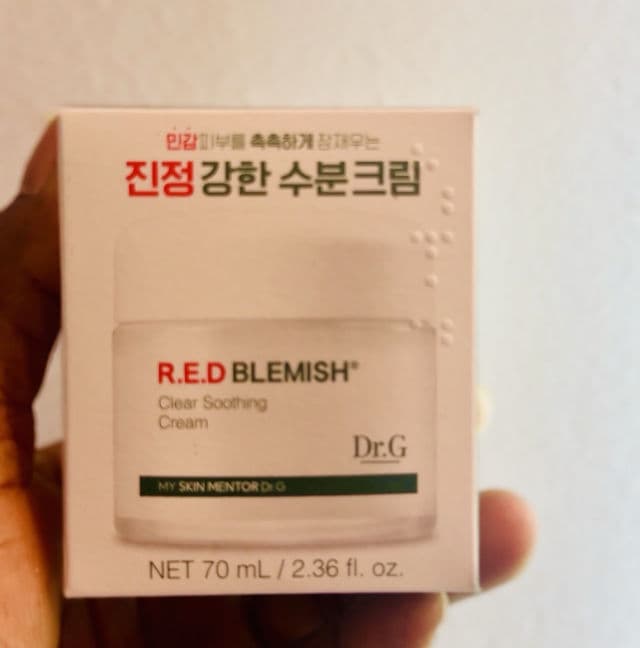 민감피부를 촉촉하게 잠재우는
진정 강한 수분크림
R.E.D BLEMISH®
Clear Soothing
Cream
Dr.G
MY SKIN MENTOR Dr.G
NET 70 mL / 2.36 fl. oz.